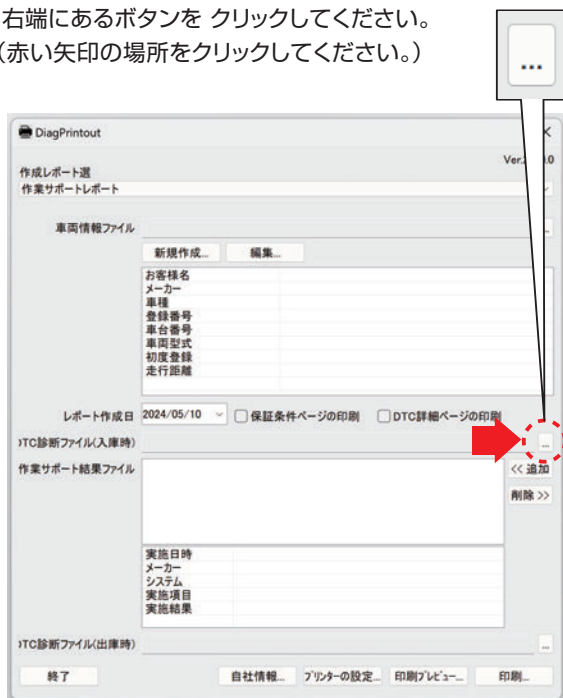 右端にあるボタンを クリックしてください。
(赤い矢印の場所をクリックしてください。)
...
DiagPrintout
作成レポート選
作業サポートレポート
車両情報ファイル
新規作成... 編集...
お客様名
メーカー
車種
登録番号
車台番号
車両型式
初度登録
走行距離
レポート作成日 2024/05/10 保証条件ページの印刷 DTC詳細ページの印刷
DTC診断ファイル(入庫時) ...
作業サポート結果ファイル << 追加
削除 >>
実施日時
メーカー
システム
実施項目
実施結果
DTC診断ファイル(出庫時) ...
終了 自社情報... プリンターの設定... 印刷プレビュー... 印刷...